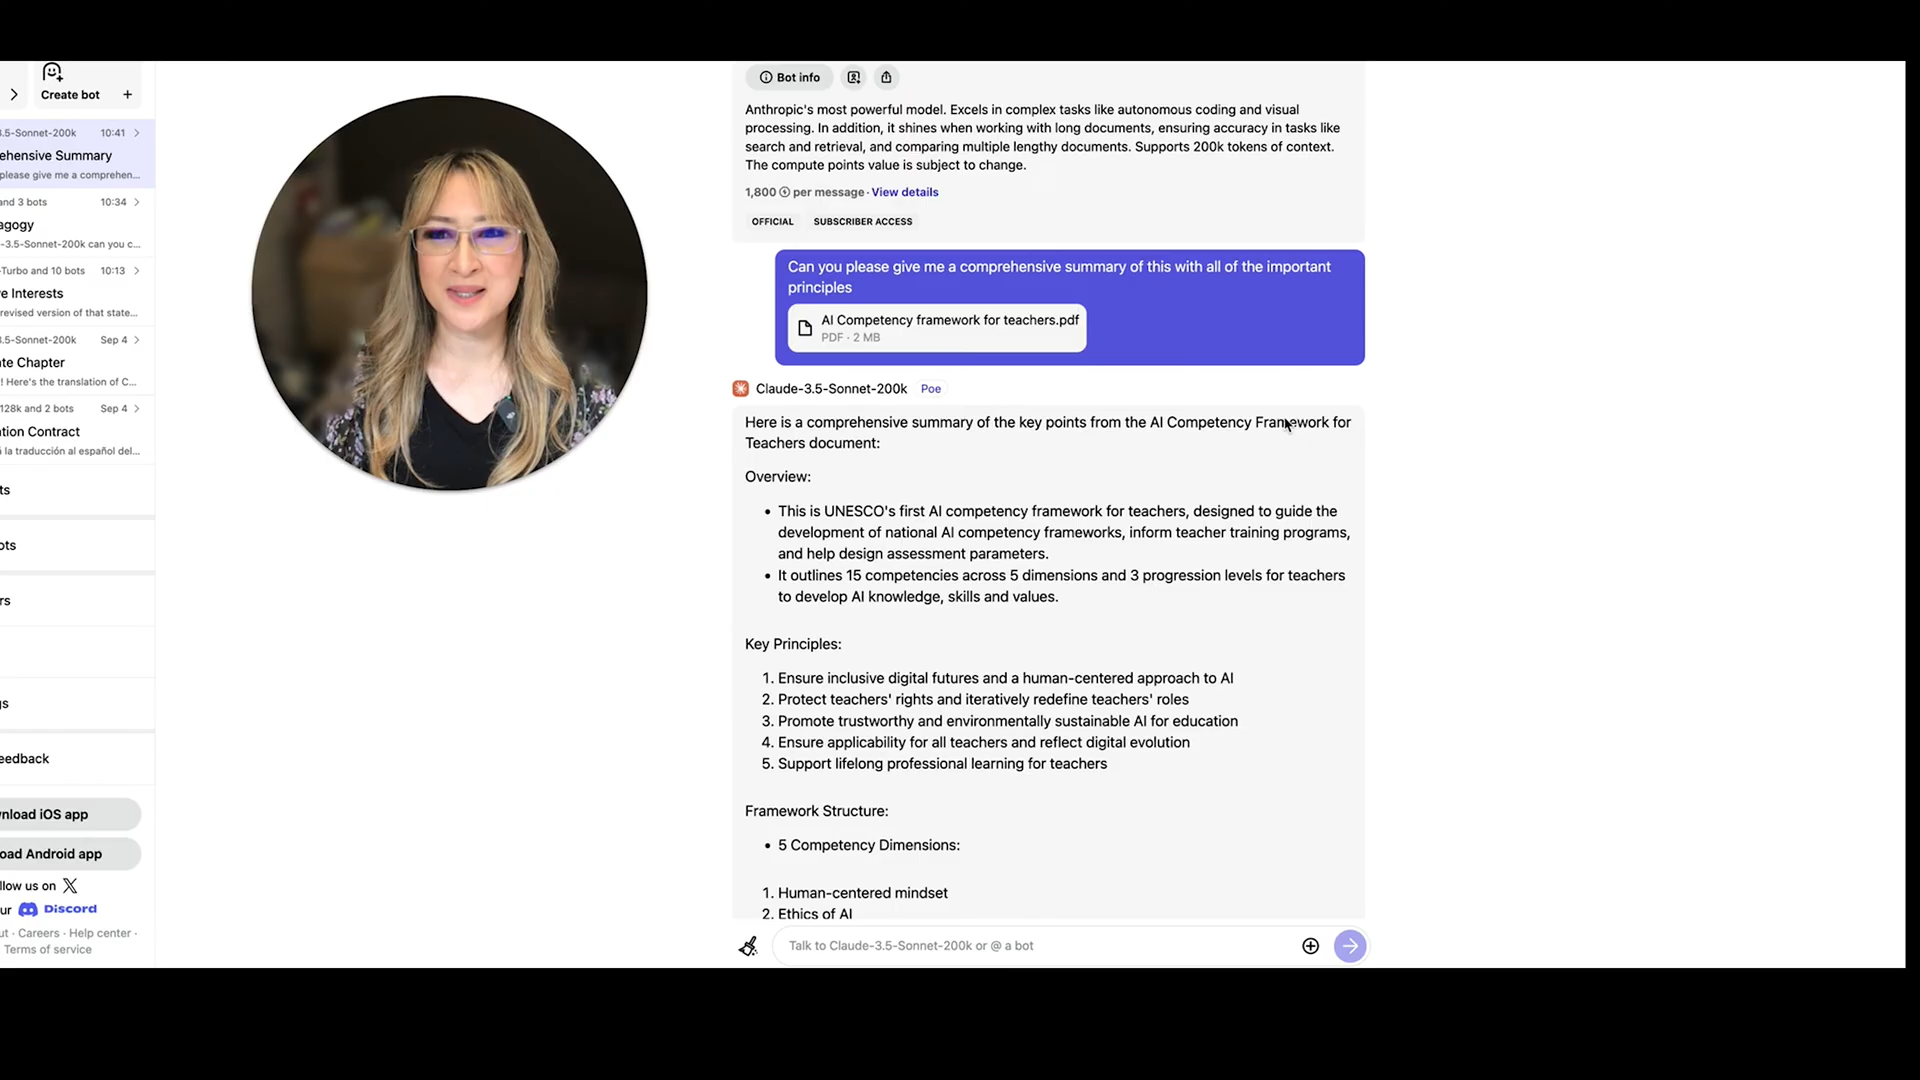 Create bot +
3.5-Sonnet-200k 10:41
ehensive Summary
please give me a comprehen...
and 3 bots 10:34
agogy
-3.5-Sonnet-200k can you c...
Turbo and 10 bots 10:13
e Interests
revised version of that state...
3.5-Sonnet-200k Sep 4
te Chapter
! Here's the translation of C...
128k and 2 bots Sep 4
tion Contract
á la traducción al español del...
ts
ots
rs
gs
eedback
nload iOS app
oad Android app
llow us on X
ur Discord
ut · Careers · Help center ·
Terms of service
Bot info
Anthropic's most powerful model. Excels in complex tasks like autonomous coding and visual
processing. In addition, it shines when working with long documents, ensuring accuracy in tasks like
search and retrieval, and comparing multiple lengthy documents. Supports 200k tokens of context.
The compute points value is subject to change.
1,800 per message · View details
OFFICIAL SUBSCRIBER ACCESS
Can you please give me a comprehensive summary of this with all of the important
principles
AI Competency framework for teachers.pdf
PDF · 2 MB
Claude-3.5-Sonnet-200k Poe
Here is a comprehensive summary of the key points from the AI Competency Framework for
Teachers document:
Overview:
• This is UNESCO's first AI competency framework for teachers, designed to guide the
development of national AI competency frameworks, inform teacher training programs,
and help design assessment parameters.
• It outlines 15 competencies across 5 dimensions and 3 progression levels for teachers
to develop AI knowledge, skills and values.
Key Principles:
1. Ensure inclusive digital futures and a human-centered approach to AI
2. Protect teachers' rights and iteratively redefine teachers' roles
3. Promote trustworthy and environmentally sustainable AI for education
4. Ensure applicability for all teachers and reflect digital evolution
5. Support lifelong professional learning for teachers
Framework Structure:
• 5 Competency Dimensions:
1. Human-centered mindset
2. Ethics of AI
Talk to Claude-3.5-Sonnet-200k or @ a bot